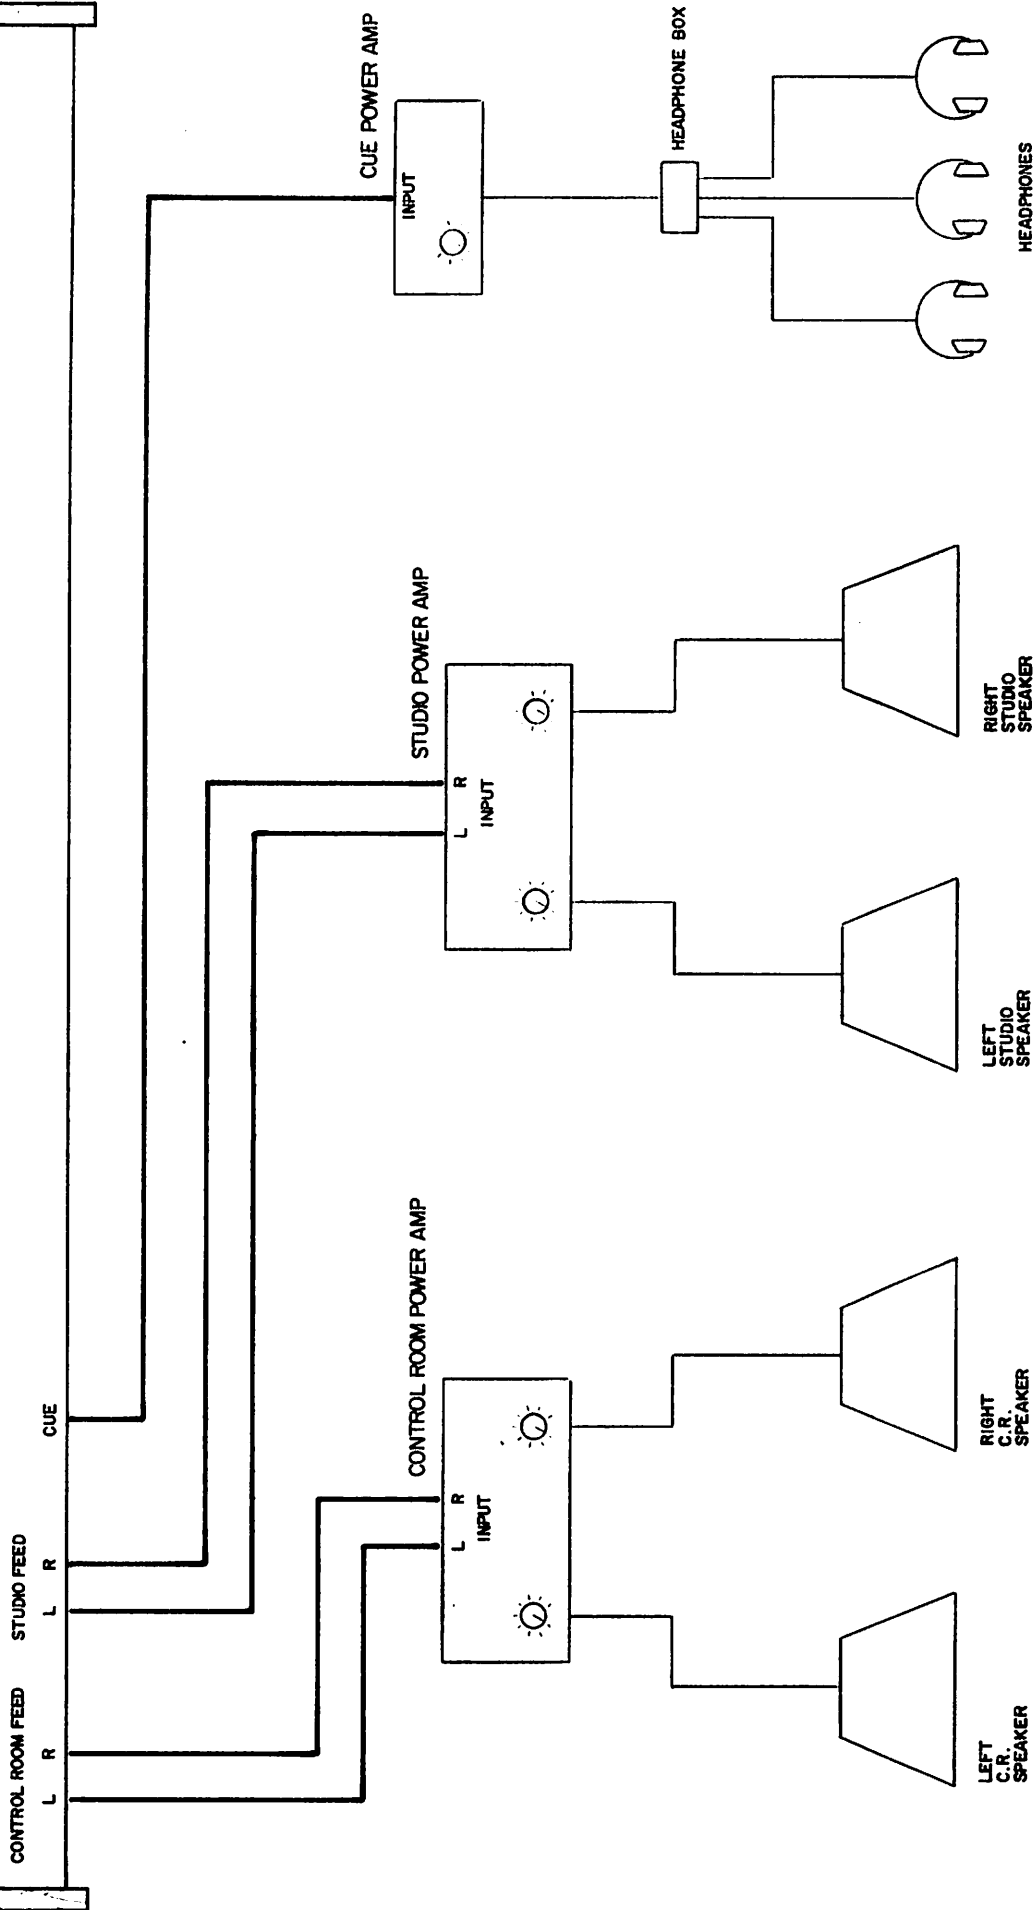 CONTROL ROOM FEED
L R
STUDIO FEED
L R
CUE
CONTROL ROOM POWER AMP
L R
INPUT
STUDIO POWER AMP
L R
INPUT
CUE POWER AMP
INPUT
HEADPHONE BOX
LEFT
C.R.
SPEAKER
RIGHT
C.R.
SPEAKER
LEFT
STUDIO
SPEAKER
RIGHT
STUDIO
SPEAKER
HEADPHONES